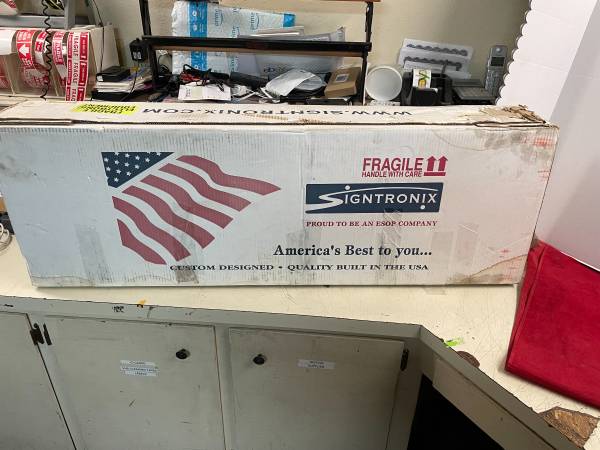 WWW.SIGNTRONIX.COM
FRAGILE
FRAGILE
HANDLE WITH CARE
SIGNTRONIX
PROUD TO BE AN ESOP COMPANY
America's Best to you...
CUSTOM DESIGNED • QUALITY BUILT IN THE USA